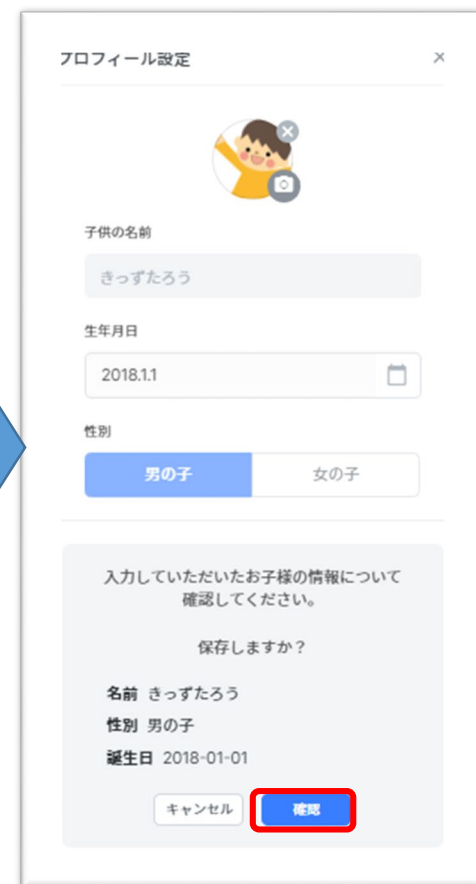 プロフィール設定 ×
子供の名前
きっずたろう
生年月日
2018.1.1
性別
男の子 女の子
入力していただいたお子様の情報について
確認してください。
保存しますか？
名前 きっずたろう
性別 男の子
誕生日 2018-01-01
キャンセル 確認